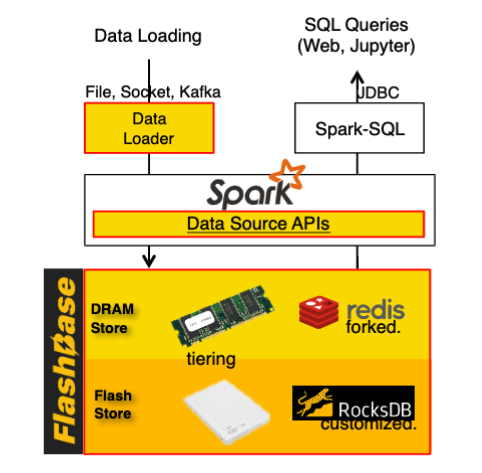 Data Loading
SQL Queries
(Web, Jupyter)
File, Socket, Kafka
JDBC
Data
Loader
Spark-SQL
Spark
Data Source APIs
FlashBase
DRAM
Store
redis
forked.
tiering
Flash
Store
RocksDB
customized.